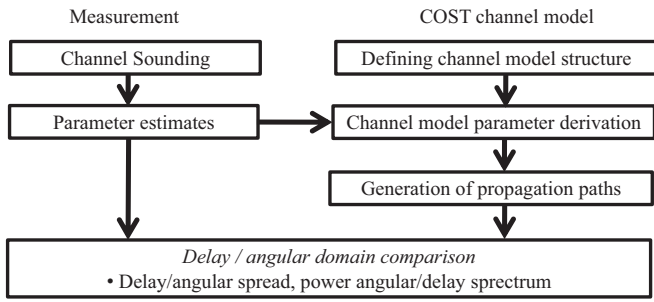 Measurement
COST channel model
Channel Sounding
Defining channel model structure
Parameter estimates
Channel model parameter derivation
Generation of propagation paths
Delay / angular domain comparison
• Delay/angular spread, power angular/delay sprectrum